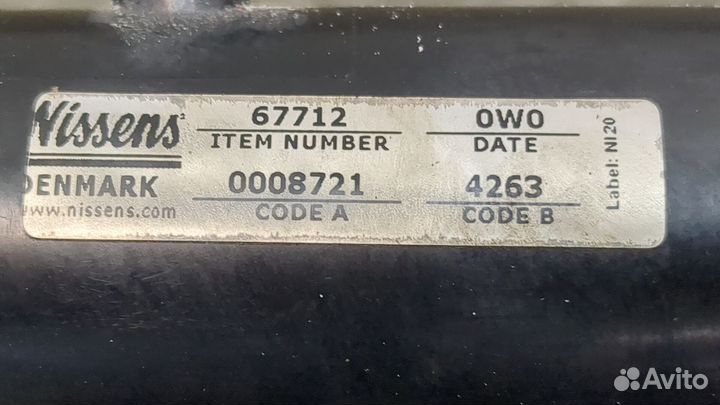 Nissens
DENMARK
www.nissens.com
67712
ITEM NUMBER
0008721
CODE A
0W0
DATE
4263
CODE B
Label: NI20
Avito